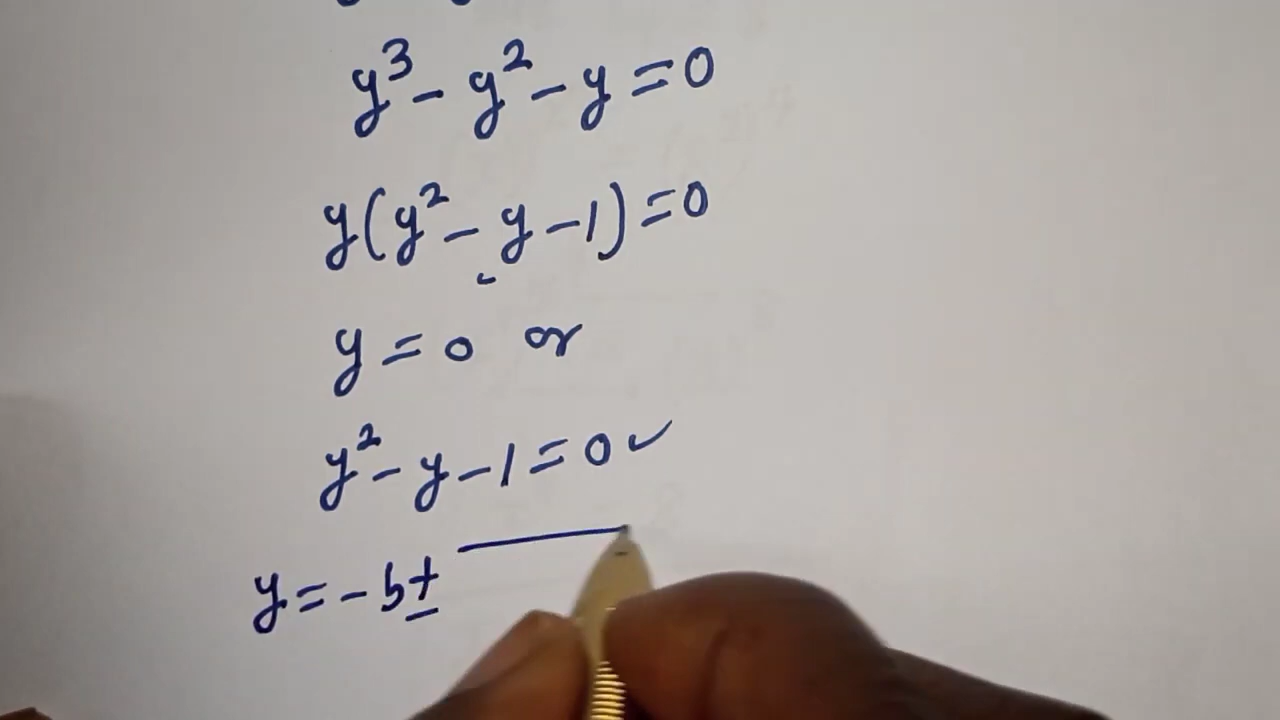 y³ - y² - y = 0
y(y² - y - 1) = 0
y = 0 or
y² - y - 1 = 0 ✓
y = - b ±